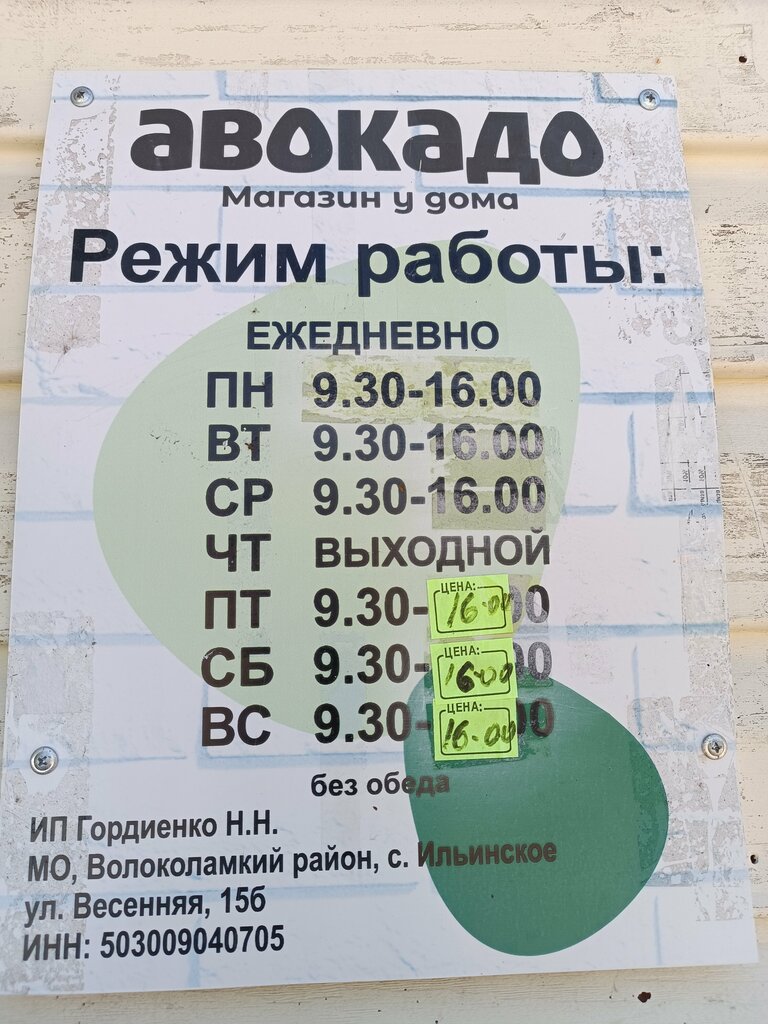 авокадо
Магазин у дома
Режим работы:
ЕЖЕДНЕВНО
ПН 9.30-16.00
ВТ 9.30-16.00
СР 9.30-16.00
ЧТ ВЫХОДНОЙ
ЦЕНА:
ПТ 9.30-16.00
ЦЕНА:
СБ 9.30-16.00
ЦЕНА:
ВС 9.30-16.00
без обеда
ИП Гордиенко Н.Н.
МО, Волоколамкий район, с. Ильинское
ул. Весенняя, 15б
ИНН: 503009040705